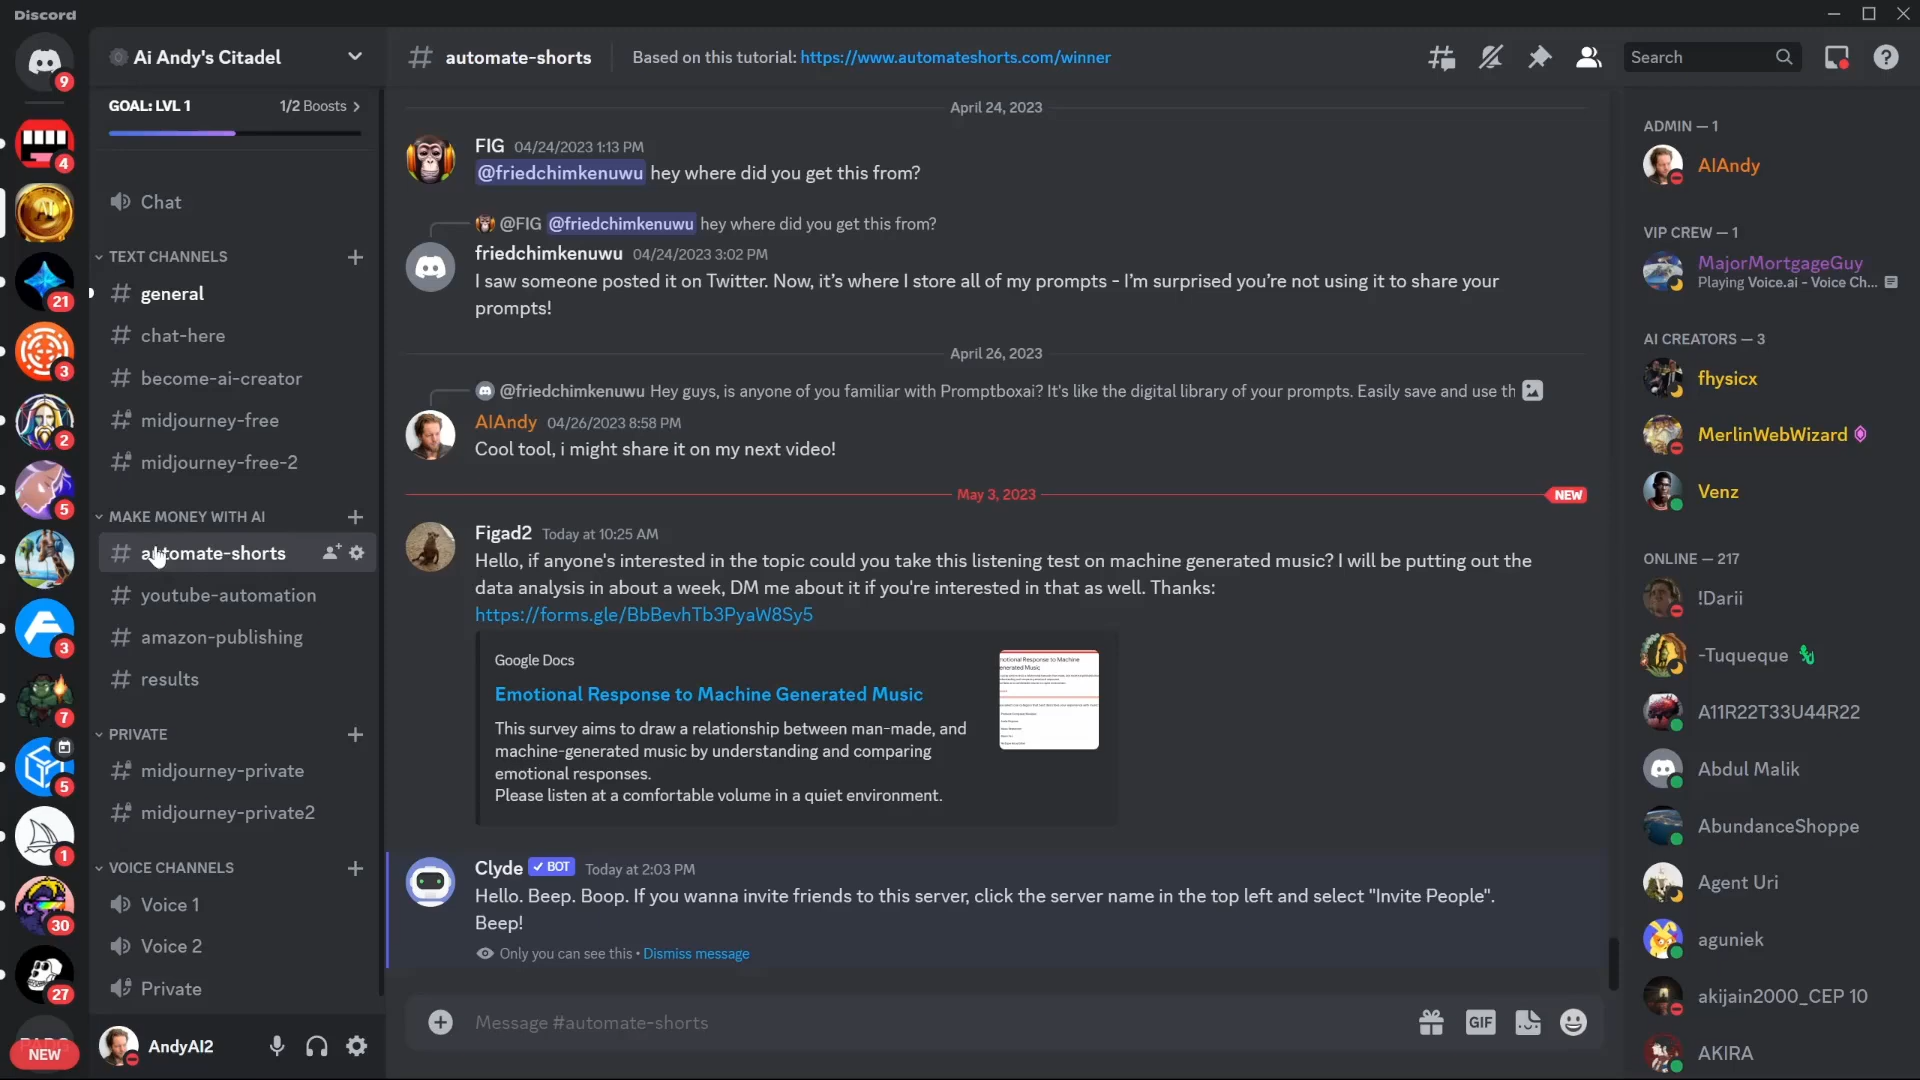 Discord
9
4
21
3
2
5
3
7
5
1
30
27
NEW
Ai Andy's Citadel
GOAL: LVL 1 1/2 Boosts
Chat
TEXT CHANNELS
general
chat-here
become-ai-creator
midjourney-free
midjourney-free-2
MAKE MONEY WITH AI
automate-shorts
youtube-automation
amazon-publishing
results
PRIVATE
midjourney-private
midjourney-private2
VOICE CHANNELS
Voice 1
Voice 2
Private
AndyAI2
# automate-shorts Based on this tutorial: https://www.automateshorts.com/winner
Search
April 24, 2023
FIG 04/24/2023 1:13 PM
@friedchimkenuwu hey where did you get this from?
@FIG @friedchimkenuwu hey where did you get this from?
friedchimkenuwu 04/24/2023 3:02 PM
I saw someone posted it on Twitter. Now, it’s where I store all of my prompts - I’m surprised you’re not using it to share your
prompts!
April 26, 2023
@friedchimkenuwu Hey guys, is anyone of you familiar with Promptboxai? It's like the digital library of your prompts. Easily save and use th
AIAndy 04/26/2023 8:58 PM
Cool tool, i might share it on my next video!
May 3, 2023 NEW
Figad2 Today at 10:25 AM
Hello, if anyone's interested in the topic could you take this listening test on machine generated music? I will be putting out the
data analysis in about a week, DM me about it if you're interested in that as well. Thanks:
https://forms.gle/BbBevhTb3PyaW8Sy5
Google Docs
Emotional Response to Machine Generated Music
This survey aims to draw a relationship between man-made, and
machine-generated music by understanding and comparing
emotional responses.
Please listen at a comfortable volume in a quiet environment.
Clyde BOT Today at 2:03 PM
Hello. Beep. Boop. If you wanna invite friends to this server, click the server name in the top left and select "Invite People".
Beep!
Only you can see this • Dismiss message
Message #automate-shorts
GIF
ADMIN — 1
AIAndy
VIP CREW — 1
MajorMortgageGuy
Playing Voice.ai - Voice Ch...
AI CREATORS — 3
fhysicx
MerlinWebWizard
Venz
ONLINE — 217
!Darii
-Tuqueque
A11R22T33U44R22
Abdul Malik
AbundanceShoppe
Agent Uri
aguniek
akijain2000_CEP 10
AKIRA